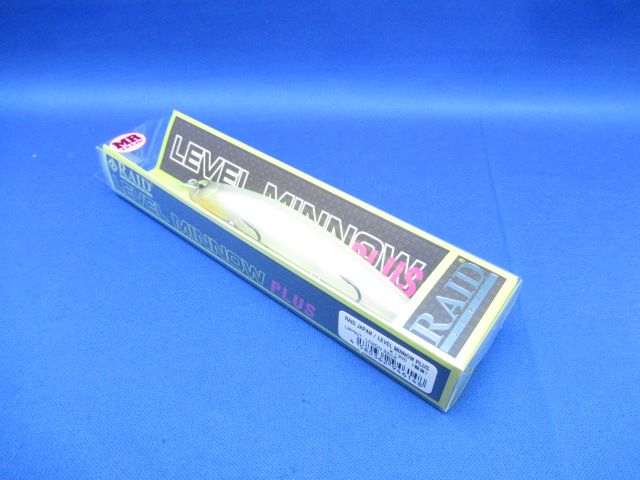 MR
LEVEL MINNOW
PLUS
RAID
RAID
LEVEL MINNOW PLUS
RAID JAPAN / LEVEL MINNOW PLUS